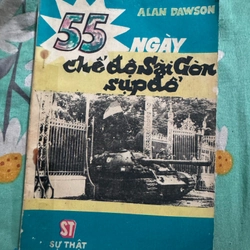 ALAN DAWSON
55 NGÀY
chế độ Sài Gòn
sụp đổ
ST
SỰ THẬT